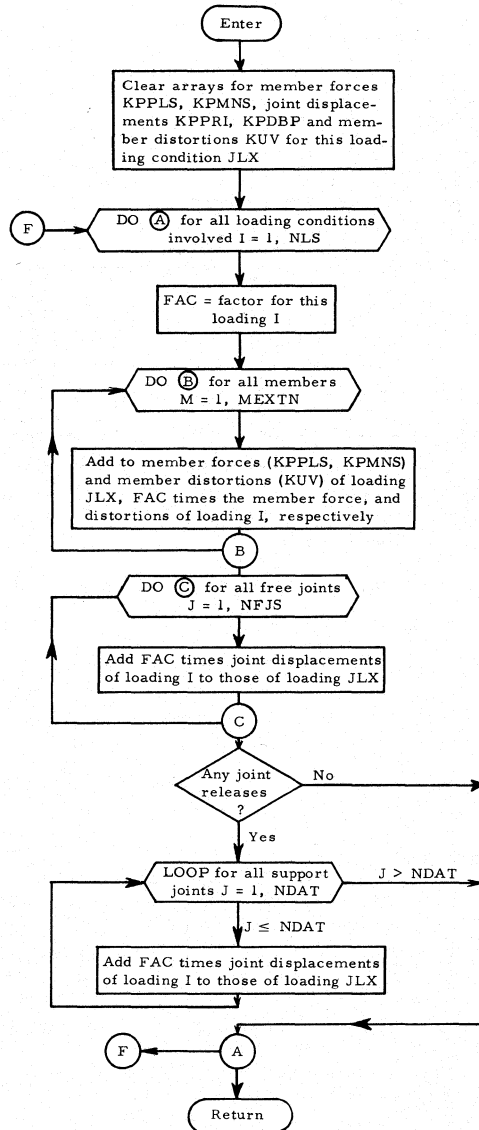 Enter
Clear arrays for member forces
KPPLS, KPMNS, joint displace-
ments KPPRI, KPDBP and mem-
ber distortions KUV for this load-
ing condition JLX
F
DO A for all loading conditions
involved I = 1, NLS
FAC = factor for this
loading I
DO B for all members
M = 1, MEXTN
Add to member forces (KPPLS, KPMNS)
and member distortions (KUV) of loading
JLX, FAC times the member force, and
distortions of loading I, respectively
B
DO C for all free joints
J = 1, NFJS
Add FAC times joint displacements
of loading I to those of loading JLX
C
Any joint
releases
?
No
Yes
LOOP for all support
joints J = 1, NDAT
J > NDAT
J ≤ NDAT
Add FAC times joint displacements
of loading I to those of loading JLX
F
A
Return